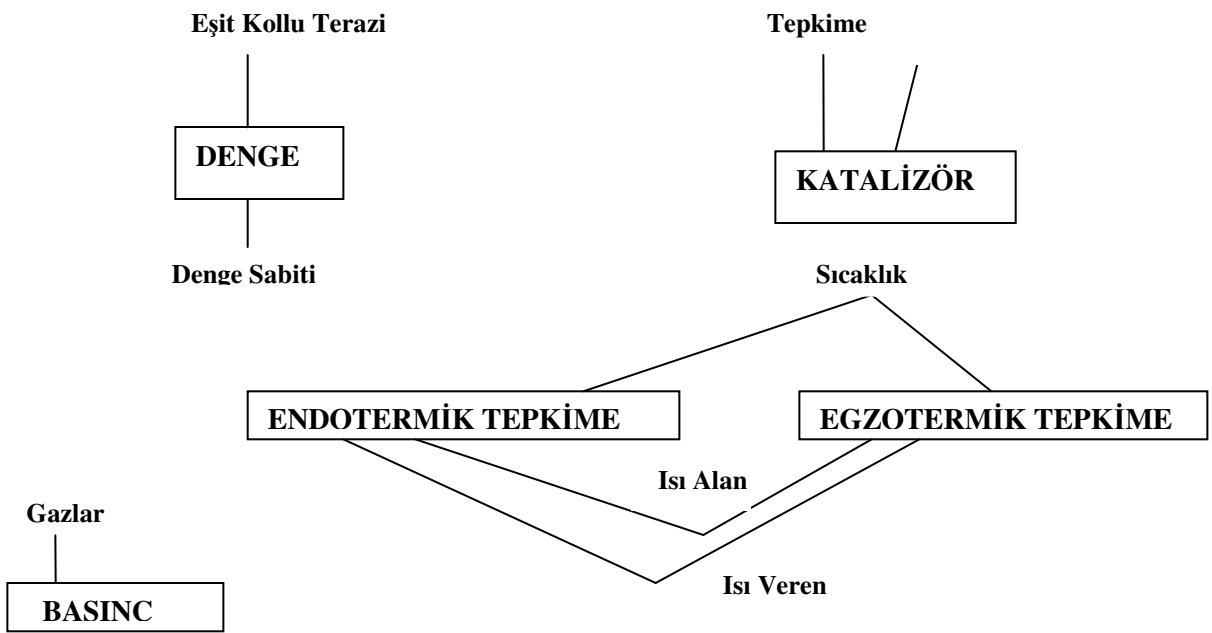 Eşit Kollu Terazi
Tepkime
DENGE
KATALİZÖR
Denge Sabiti
Sıcaklık
ENDOTERMİK TEPKİME
EGZOTERMİK TEPKİME
Isı Alan
Gazlar
Isı Veren
BASINC